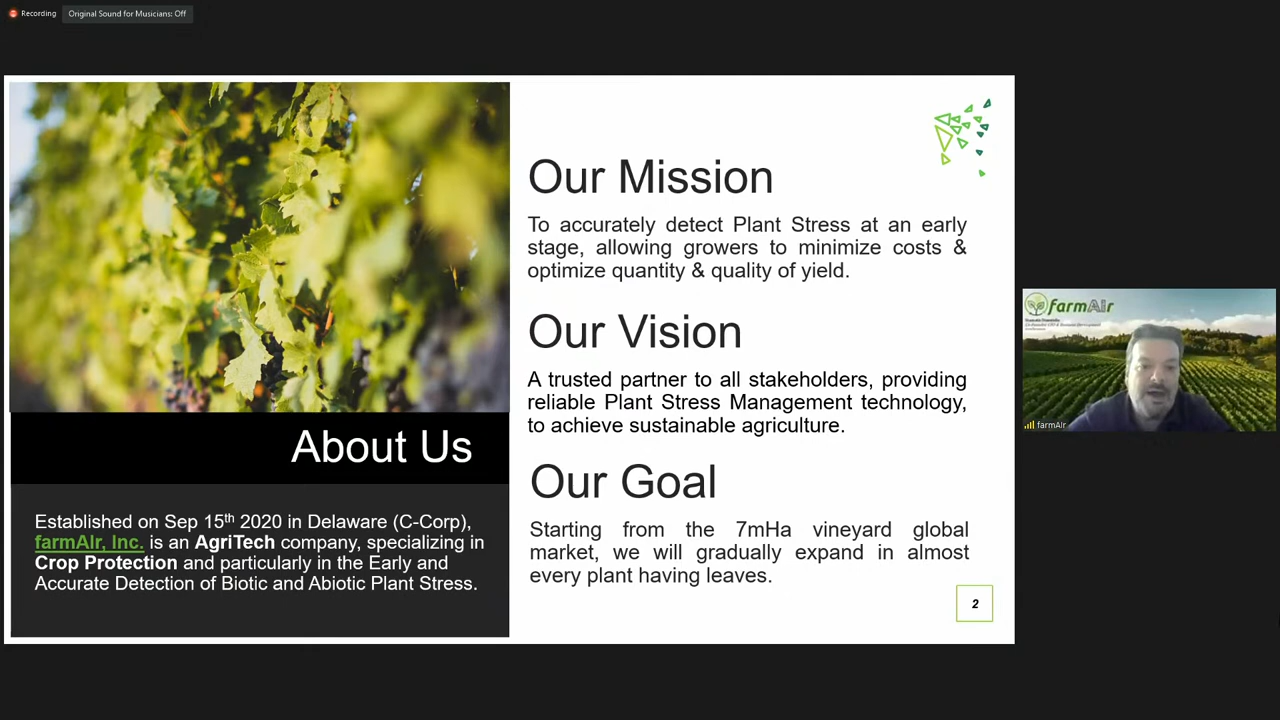 Recording
Original Sound for Musicians: Off
About Us
Established on Sep 15th 2020 in Delaware (C-Corp),
farmAIr, Inc. is an AgriTech company, specializing in
Crop Protection and particularly in the Early and
Accurate Detection of Biotic and Abiotic Plant Stress.
Our Mission
To accurately detect Plant Stress at an early
stage, allowing growers to minimize costs &
optimize quantity & quality of yield.
Our Vision
A trusted partner to all stakeholders, providing
reliable Plant Stress Management technology,
to achieve sustainable agriculture.
Our Goal
Starting from the 7mHa vineyard global
market, we will gradually expand in almost
every plant having leaves.
2
farmAIr
farmAIr